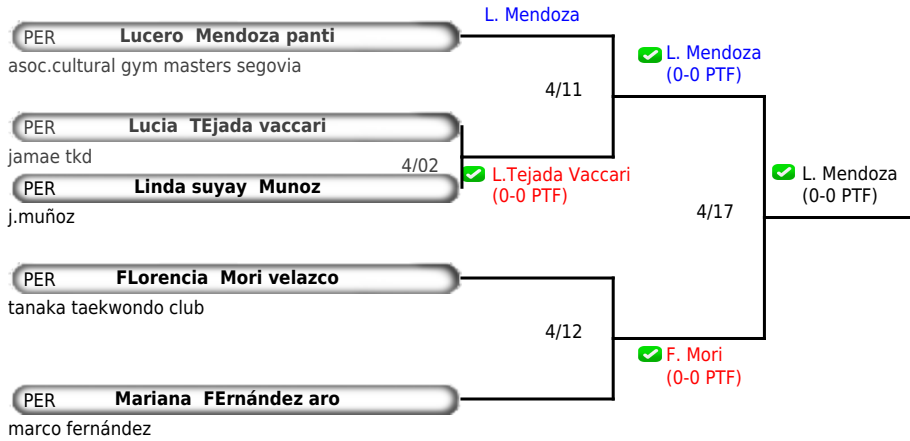 L. Mendoza
PER Lucero Mendoza panti
asoc.cultural gym masters segovia
L. Mendoza
(0-0 PTF)
4/11
PER Lucia TEjada vaccari
jamae tkd
4/02
L.Tejada Vaccari
(0-0 PTF)
L. Mendoza
(0-0 PTF)
PER Linda suyay Munoz
j.muñoz
4/17
PER FLorencia Mori velazco
tanaka taekwondo club
4/12
F. Mori
(0-0 PTF)
PER Mariana FErnández aro
marco fernández